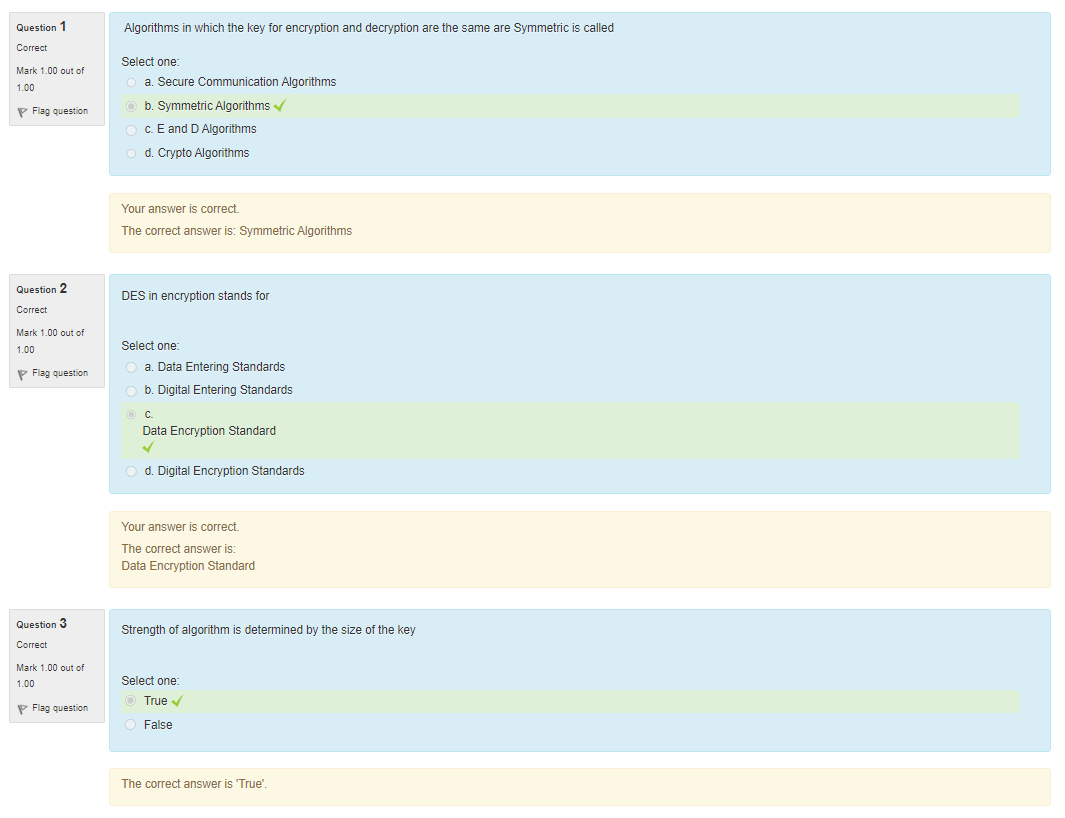 Question 1
Correct
Mark 1.00 out of
1.00
Flag question
Algorithms in which the key for encryption and decryption are the same are Symmetric is called
Select one:
a. Secure Communication Algorithms
b. Symmetric Algorithms
c. E and D Algorithms
d. Crypto Algorithms
Your answer is correct.
The correct answer is: Symmetric Algorithms
Question 2
Correct
Mark 1.00 out of
1.00
Flag question
DES in encryption stands for
Select one:
a. Data Entering Standards
b. Digital Entering Standards
c.
Data Encryption Standard
d. Digital Encryption Standards
Your answer is correct.
The correct answer is:
Data Encryption Standard
Question 3
Correct
Mark 1.00 out of
1.00
Flag question
Strength of algorithm is determined by the size of the key
Select one:
True
False
The correct answer is 'True'.